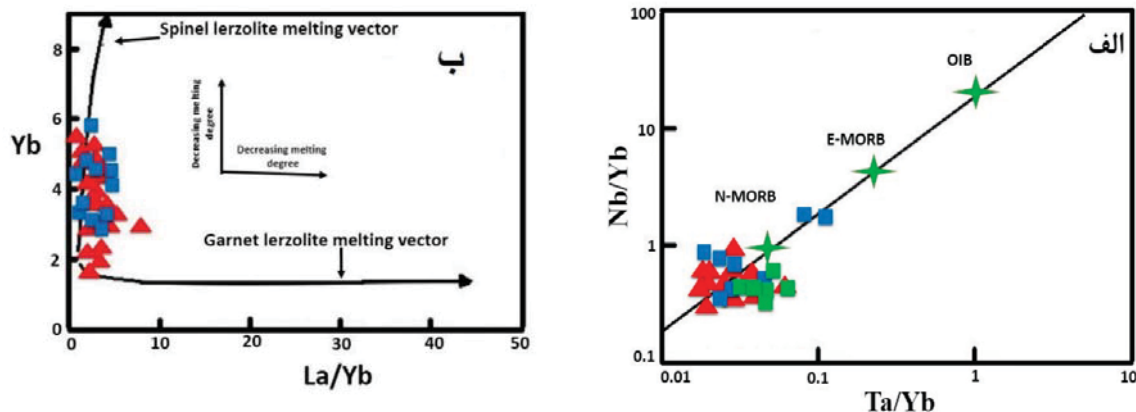 8
6
4
2
0
Yb
0
10
20
30
40
50
La/Yb
Spinel lerzolite melting vector
ب
Decreasing melting
degree
Decreasing melting
degree
Garnet lerzolite melting vector
100
10
1
0.1
Nb/Yb
0.01
0.1
1
10
Ta/Yb
الف
OIB
E-MORB
N-MORB